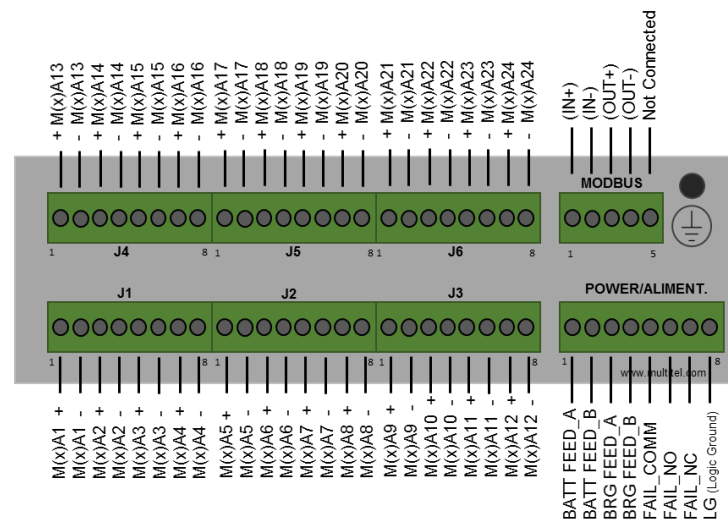 + M(x)A13
- M(x)A13
+ M(x)A14
- M(x)A14
+ M(x)A15
- M(x)A15
+ M(x)A16
- M(x)A16
+ M(x)A17
- M(x)A17
+ M(x)A18
- M(x)A18
+ M(x)A19
- M(x)A19
+ M(x)A20
- M(x)A20
+ M(x)A21
- M(x)A21
+ M(x)A22
- M(x)A22
+ M(x)A23
- M(x)A23
+ M(x)A24
- M(x)A24
(IN+)
(IN-)
(OUT+)
(OUT-)
Not Connected
MODBUS
1 J4 8 1 J5 8 1 J6 8 1 5
J1 J2 J3 POWER/ALIMENT.
1 8 1 8 1 8 1 8
www.multitel.com
M(x)A1 +
M(x)A1 -
M(x)A2 +
M(x)A2 -
M(x)A3 +
M(x)A3 -
M(x)A4 +
M(x)A4 -
M(x)A5 +
M(x)A5 -
M(x)A6 +
M(x)A6 -
M(x)A7 +
M(x)A7 -
M(x)A8 +
M(x)A8 -
M(x)A9 +
M(x)A9 -
M(x)A10 +
M(x)A10 -
M(x)A11 +
M(x)A11 -
M(x)A12 +
M(x)A12 -
BATT FEED_A
BATT FEED_B
BRG FEED_A
BRG FEED_B
FAIL_COMM
FAIL_NO
FAIL_NC
LG (Logic Ground)